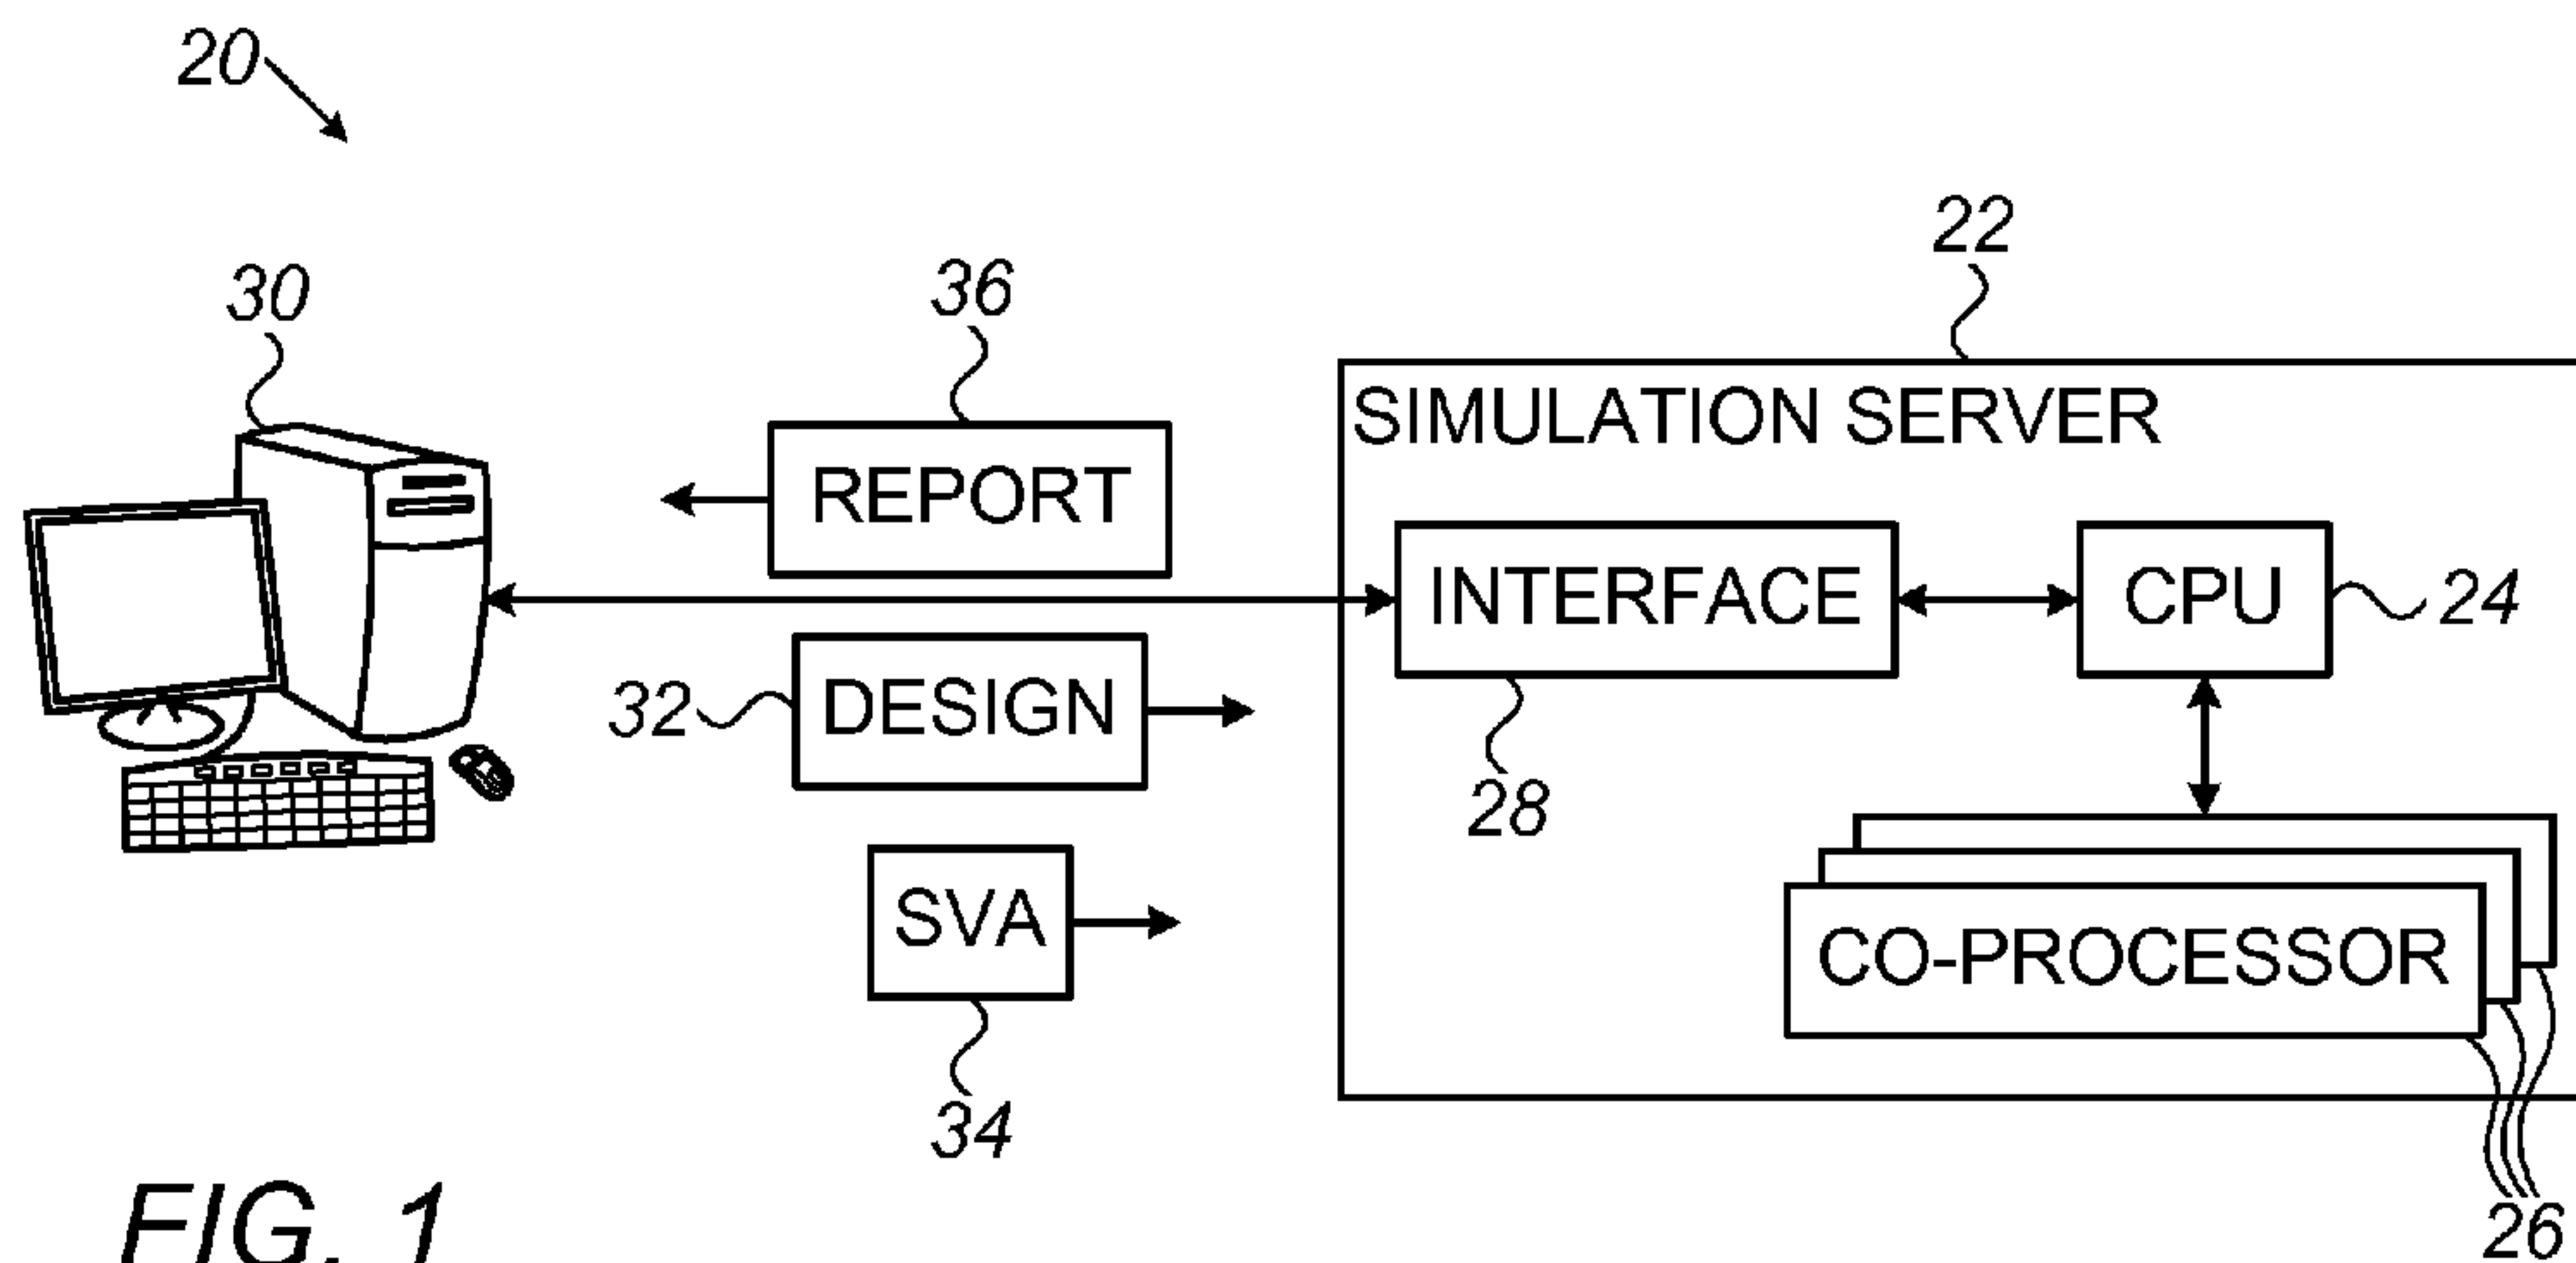 20
22
30
36
SIMULATION SERVER
REPORT
INTERFACE
CPU
24
32
DESIGN
28
SVA
CO-PROCESSOR
34
26
FIG. 1